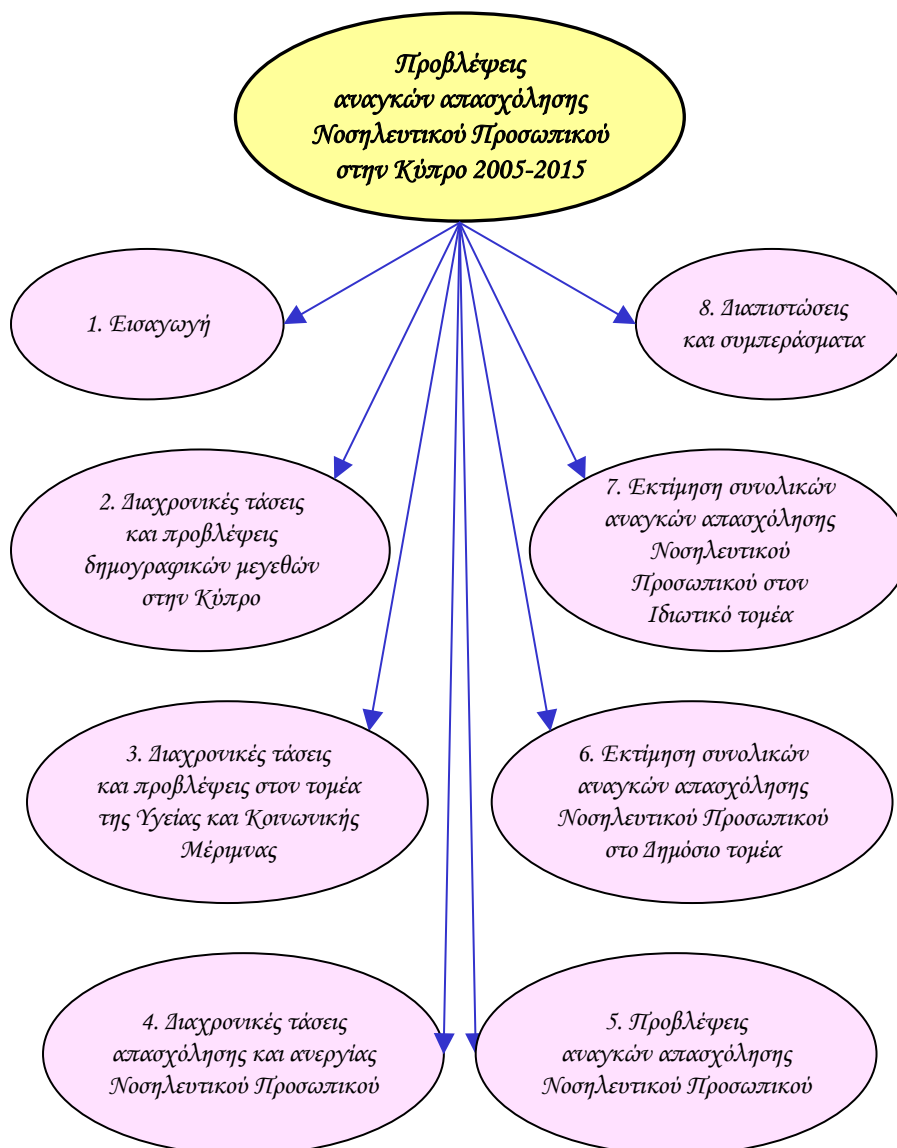 Προβλέψεις
αναγκών απασχόλησης
Νοσηλευτικού Προσωπικού
στην Κύπρο 2005-2015
1. Εισαγωγή
8. Διαπιστώσεις
και συμπεράσματα
2. Διαχρονικές τάσεις
και προβλέψεις
δημογραφικών μεγεθών
στην Κύπρο
7. Εκτίμηση συνολικών
αναγκών απασχόλησης
Νοσηλευτικού
Προσωπικού στον
Ιδιωτικό τομέα
3. Διαχρονικές τάσεις
και προβλέψεις στον τομέα
της Υγείας και Κοινωνικής
Μέριμνας
6. Εκτίμηση συνολικών
αναγκών απασχόλησης
Νοσηλευτικού Προσωπικού
στο Δημόσιο τομέα
4. Διαχρονικές τάσεις
απασχόλησης και ανεργίας
Νοσηλευτικού Προσωπικού
5. Προβλέψεις
αναγκών απασχόλησης
Νοσηλευτικού Προσωπικού